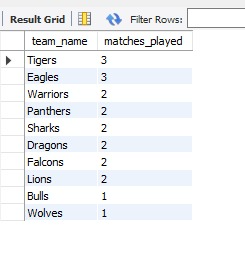 Result Grid Filter Rows:
team_name matches_played
Tigers 3
Eagles 3
Warriors 2
Panthers 2
Sharks 2
Dragons 2
Falcons 2
Lions 2
Bulls 1
Wolves 1